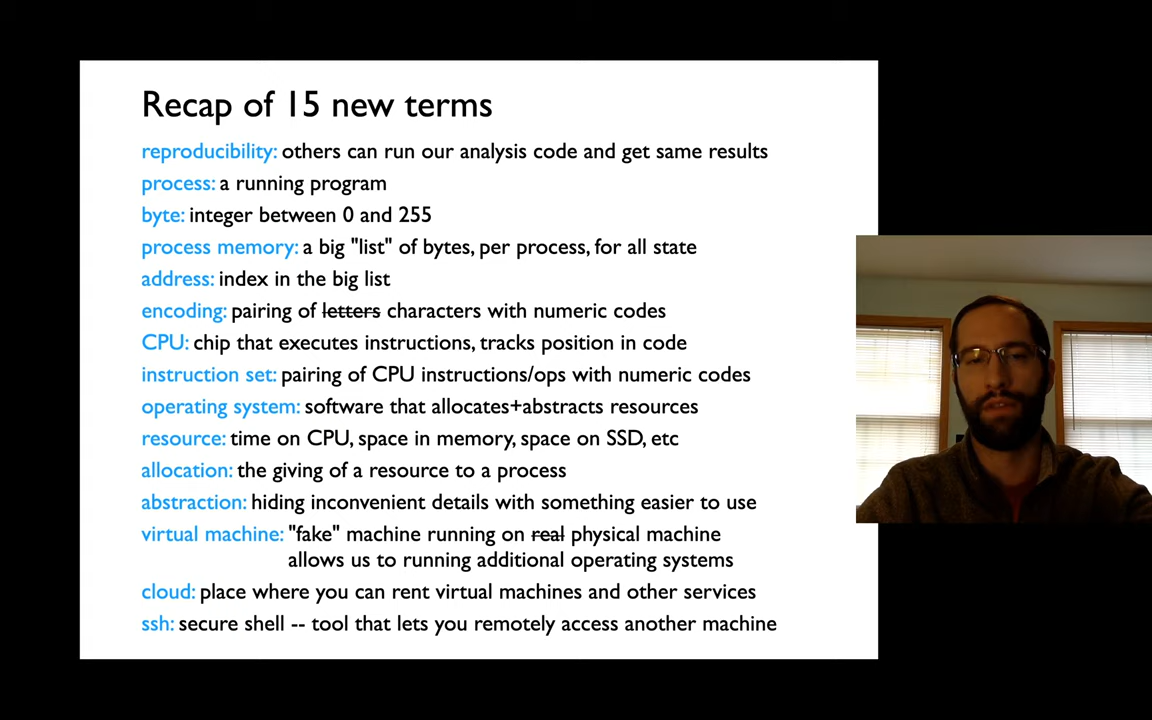 Recap of 15 new terms
reproducibility: others can run our analysis code and get same results
process: a running program
byte: integer between 0 and 255
process memory: a big "list" of bytes, per process, for all state
address: index in the big list
encoding: pairing of letters characters with numeric codes
CPU: chip that executes instructions, tracks position in code
instruction set: pairing of CPU instructions/ops with numeric codes
operating system: software that allocates+abstracts resources
resource: time on CPU, space in memory, space on SSD, etc
allocation: the giving of a resource to a process
abstraction: hiding inconvenient details with something easier to use
virtual machine: "fake" machine running on real physical machine
allows us to running additional operating systems
cloud: place where you can rent virtual machines and other services
ssh: secure shell -- tool that lets you remotely access another machine